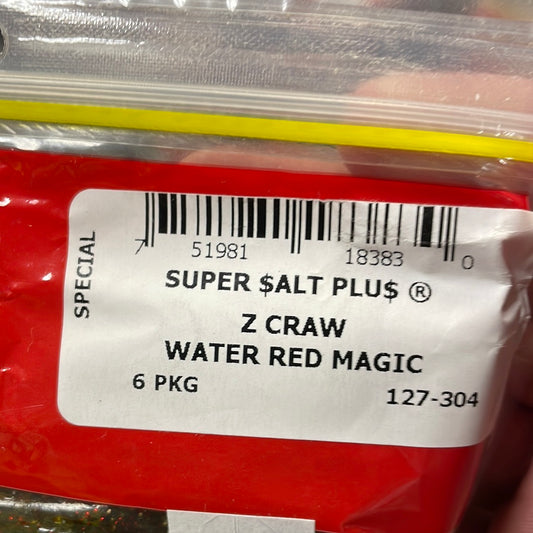 SPECIAL
7 51981 18383 0
SUPER $ALT PLU$ ®
Z CRAW
WATER RED MAGIC
6 PKG 127-304